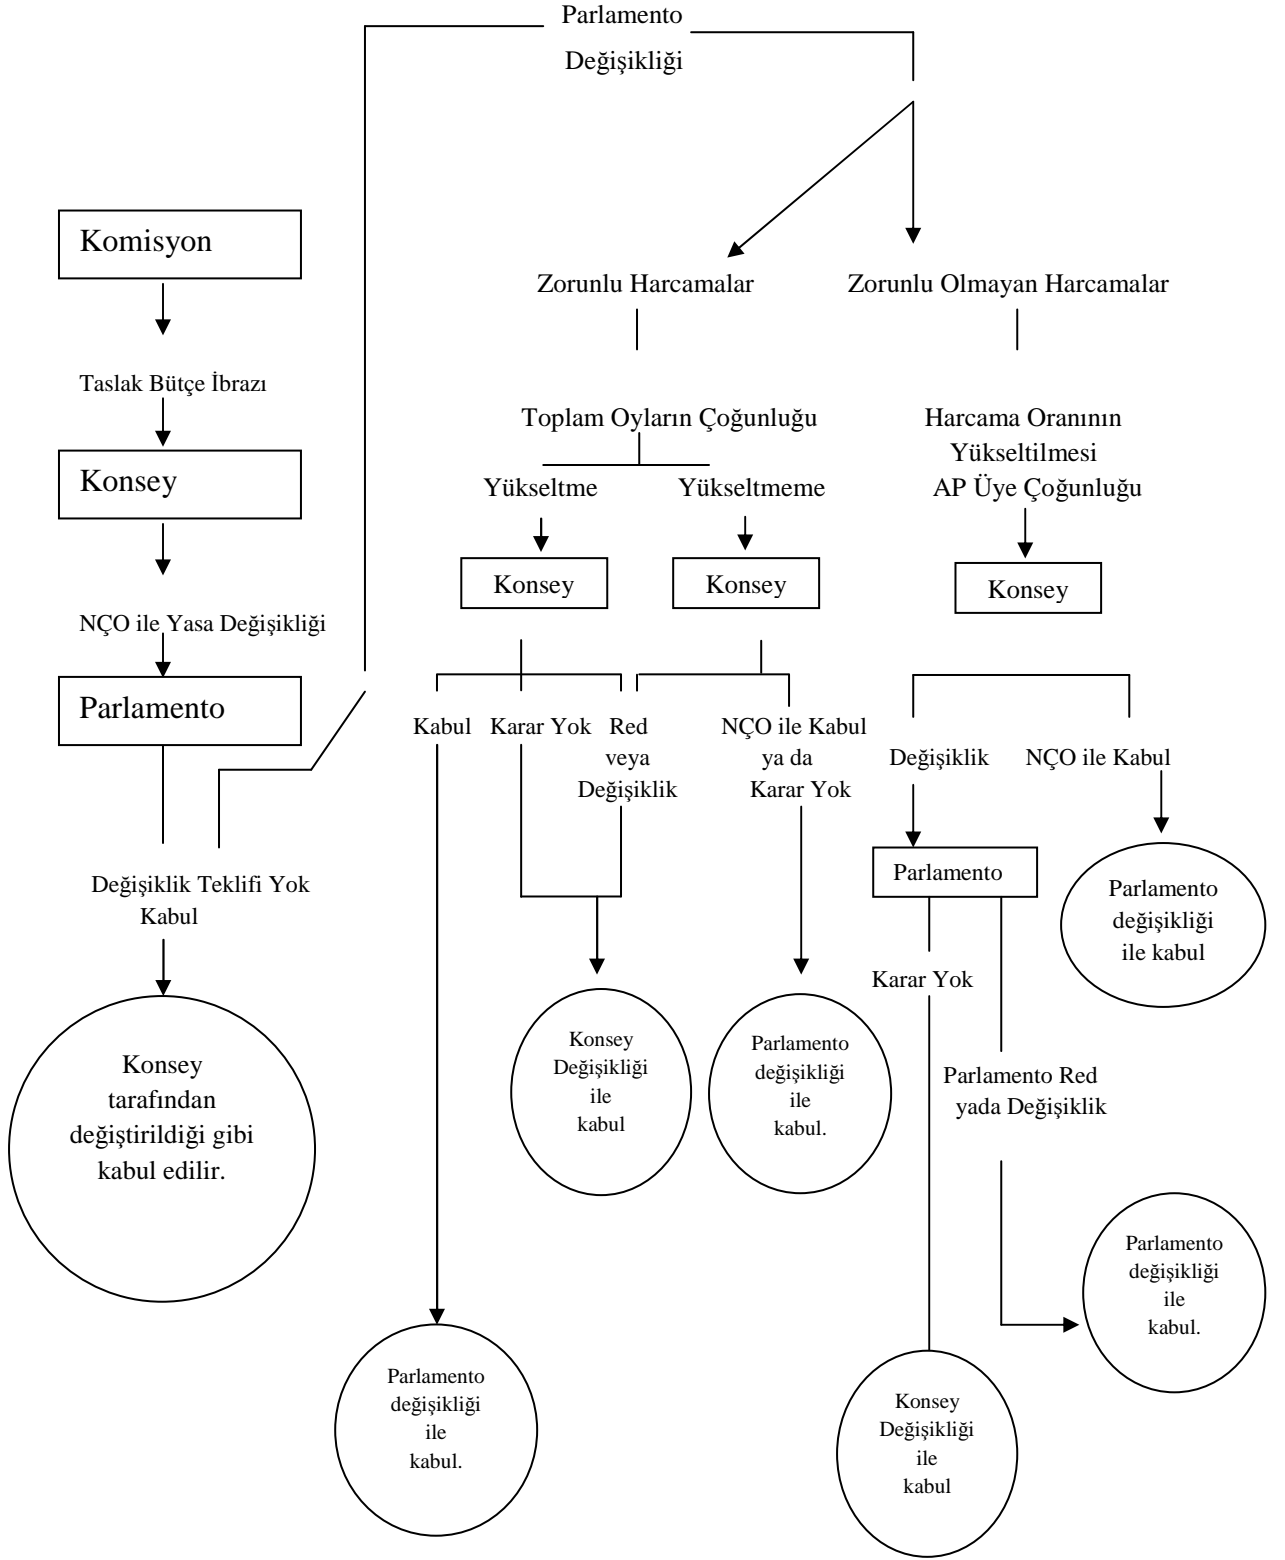 Parlamento
Değişikliği
Komisyon
Taslak Bütçe İbrazı
Konsey
NÇO ile Yasa Değişikliği
Parlamento
Değişiklik Teklifi Yok
Kabul
Konsey
tarafından
değiştirildiği gibi
kabul edilir.
Zorunlu Harcamalar
Toplam Oyların Çoğunluğu
Yükseltme
Yükseltmeme
Konsey
Konsey
Kabul
Karar Yok
Red
veya
Değişiklik
NÇO ile Kabul
ya da
Karar Yok
Parlamento
değişikliği
ile
kabul.
Konsey
Değişikliği
ile
kabul
Parlamento
değişikliği
ile
kabul.
Zorunlu Olmayan Harcamalar
Harcama Oranının
Yükseltilmesi
AP Üye Çoğunluğu
Konsey
Değişiklik
NÇO ile Kabul
Parlamento
Parlamento
değişikliği
ile kabul
Karar Yok
Parlamento Red
yada Değişiklik
Konsey
Değişikliği
ile
kabul
Parlamento
değişikliği
ile
kabul.